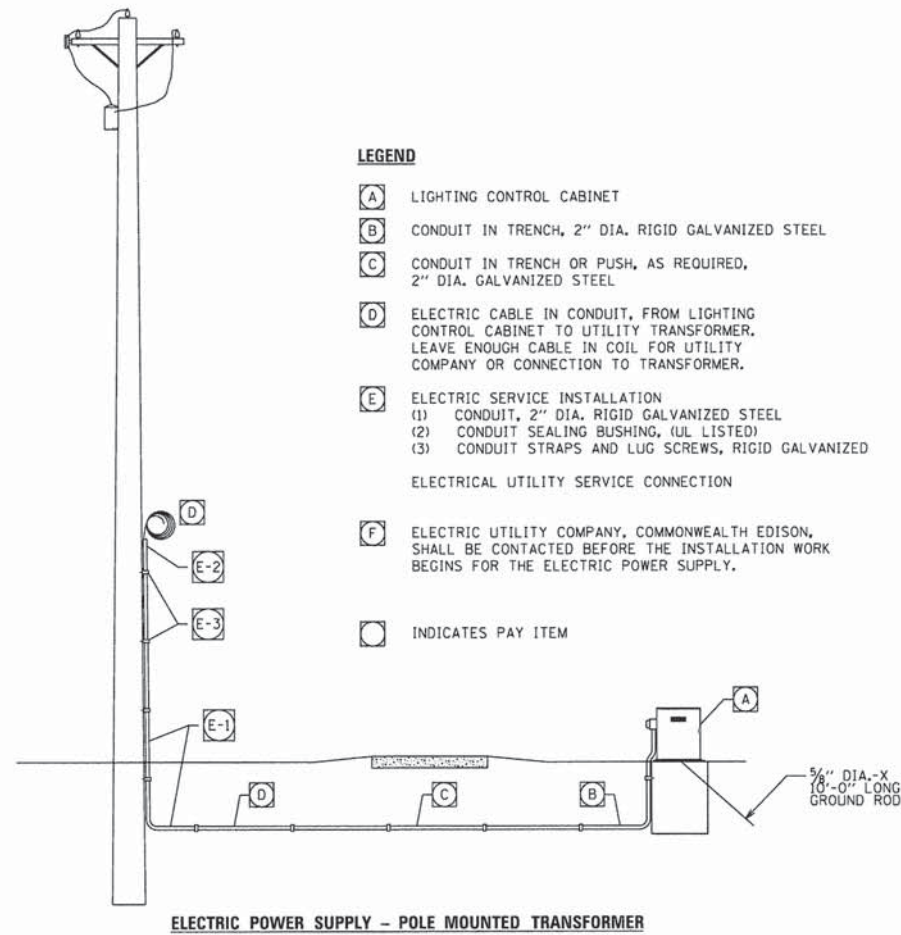 LEGEND
A LIGHTING CONTROL CABINET
B CONDUIT IN TRENCH, 2" DIA. RIGID GALVANIZED STEEL
C CONDUIT IN TRENCH OR PUSH, AS REQUIRED,
2" DIA. GALVANIZED STEEL
D ELECTRIC CABLE IN CONDUIT, FROM LIGHTING
CONTROL CABINET TO UTILITY TRANSFORMER.
LEAVE ENOUGH CABLE IN COIL FOR UTILITY
COMPANY OR CONNECTION TO TRANSFORMER.
E ELECTRIC SERVICE INSTALLATION
(1) CONDUIT, 2" DIA. RIGID GALVANIZED STEEL
(2) CONDUIT SEALING BUSHING, (UL LISTED)
(3) CONDUIT STRAPS AND LUG SCREWS, RIGID GALVANIZED
ELECTRICAL UTILITY SERVICE CONNECTION
F ELECTRIC UTILITY COMPANY, COMMONWEALTH EDISON,
SHALL BE CONTACTED BEFORE THE INSTALLATION WORK
BEGINS FOR THE ELECTRIC POWER SUPPLY.
INDICATES PAY ITEM
D
E-2
E-3
E-1
A
D
C
B
5/8" DIA.-X
10'-0" LONG
GROUND ROD
ELECTRIC POWER SUPPLY - POLE MOUNTED TRANSFORMER